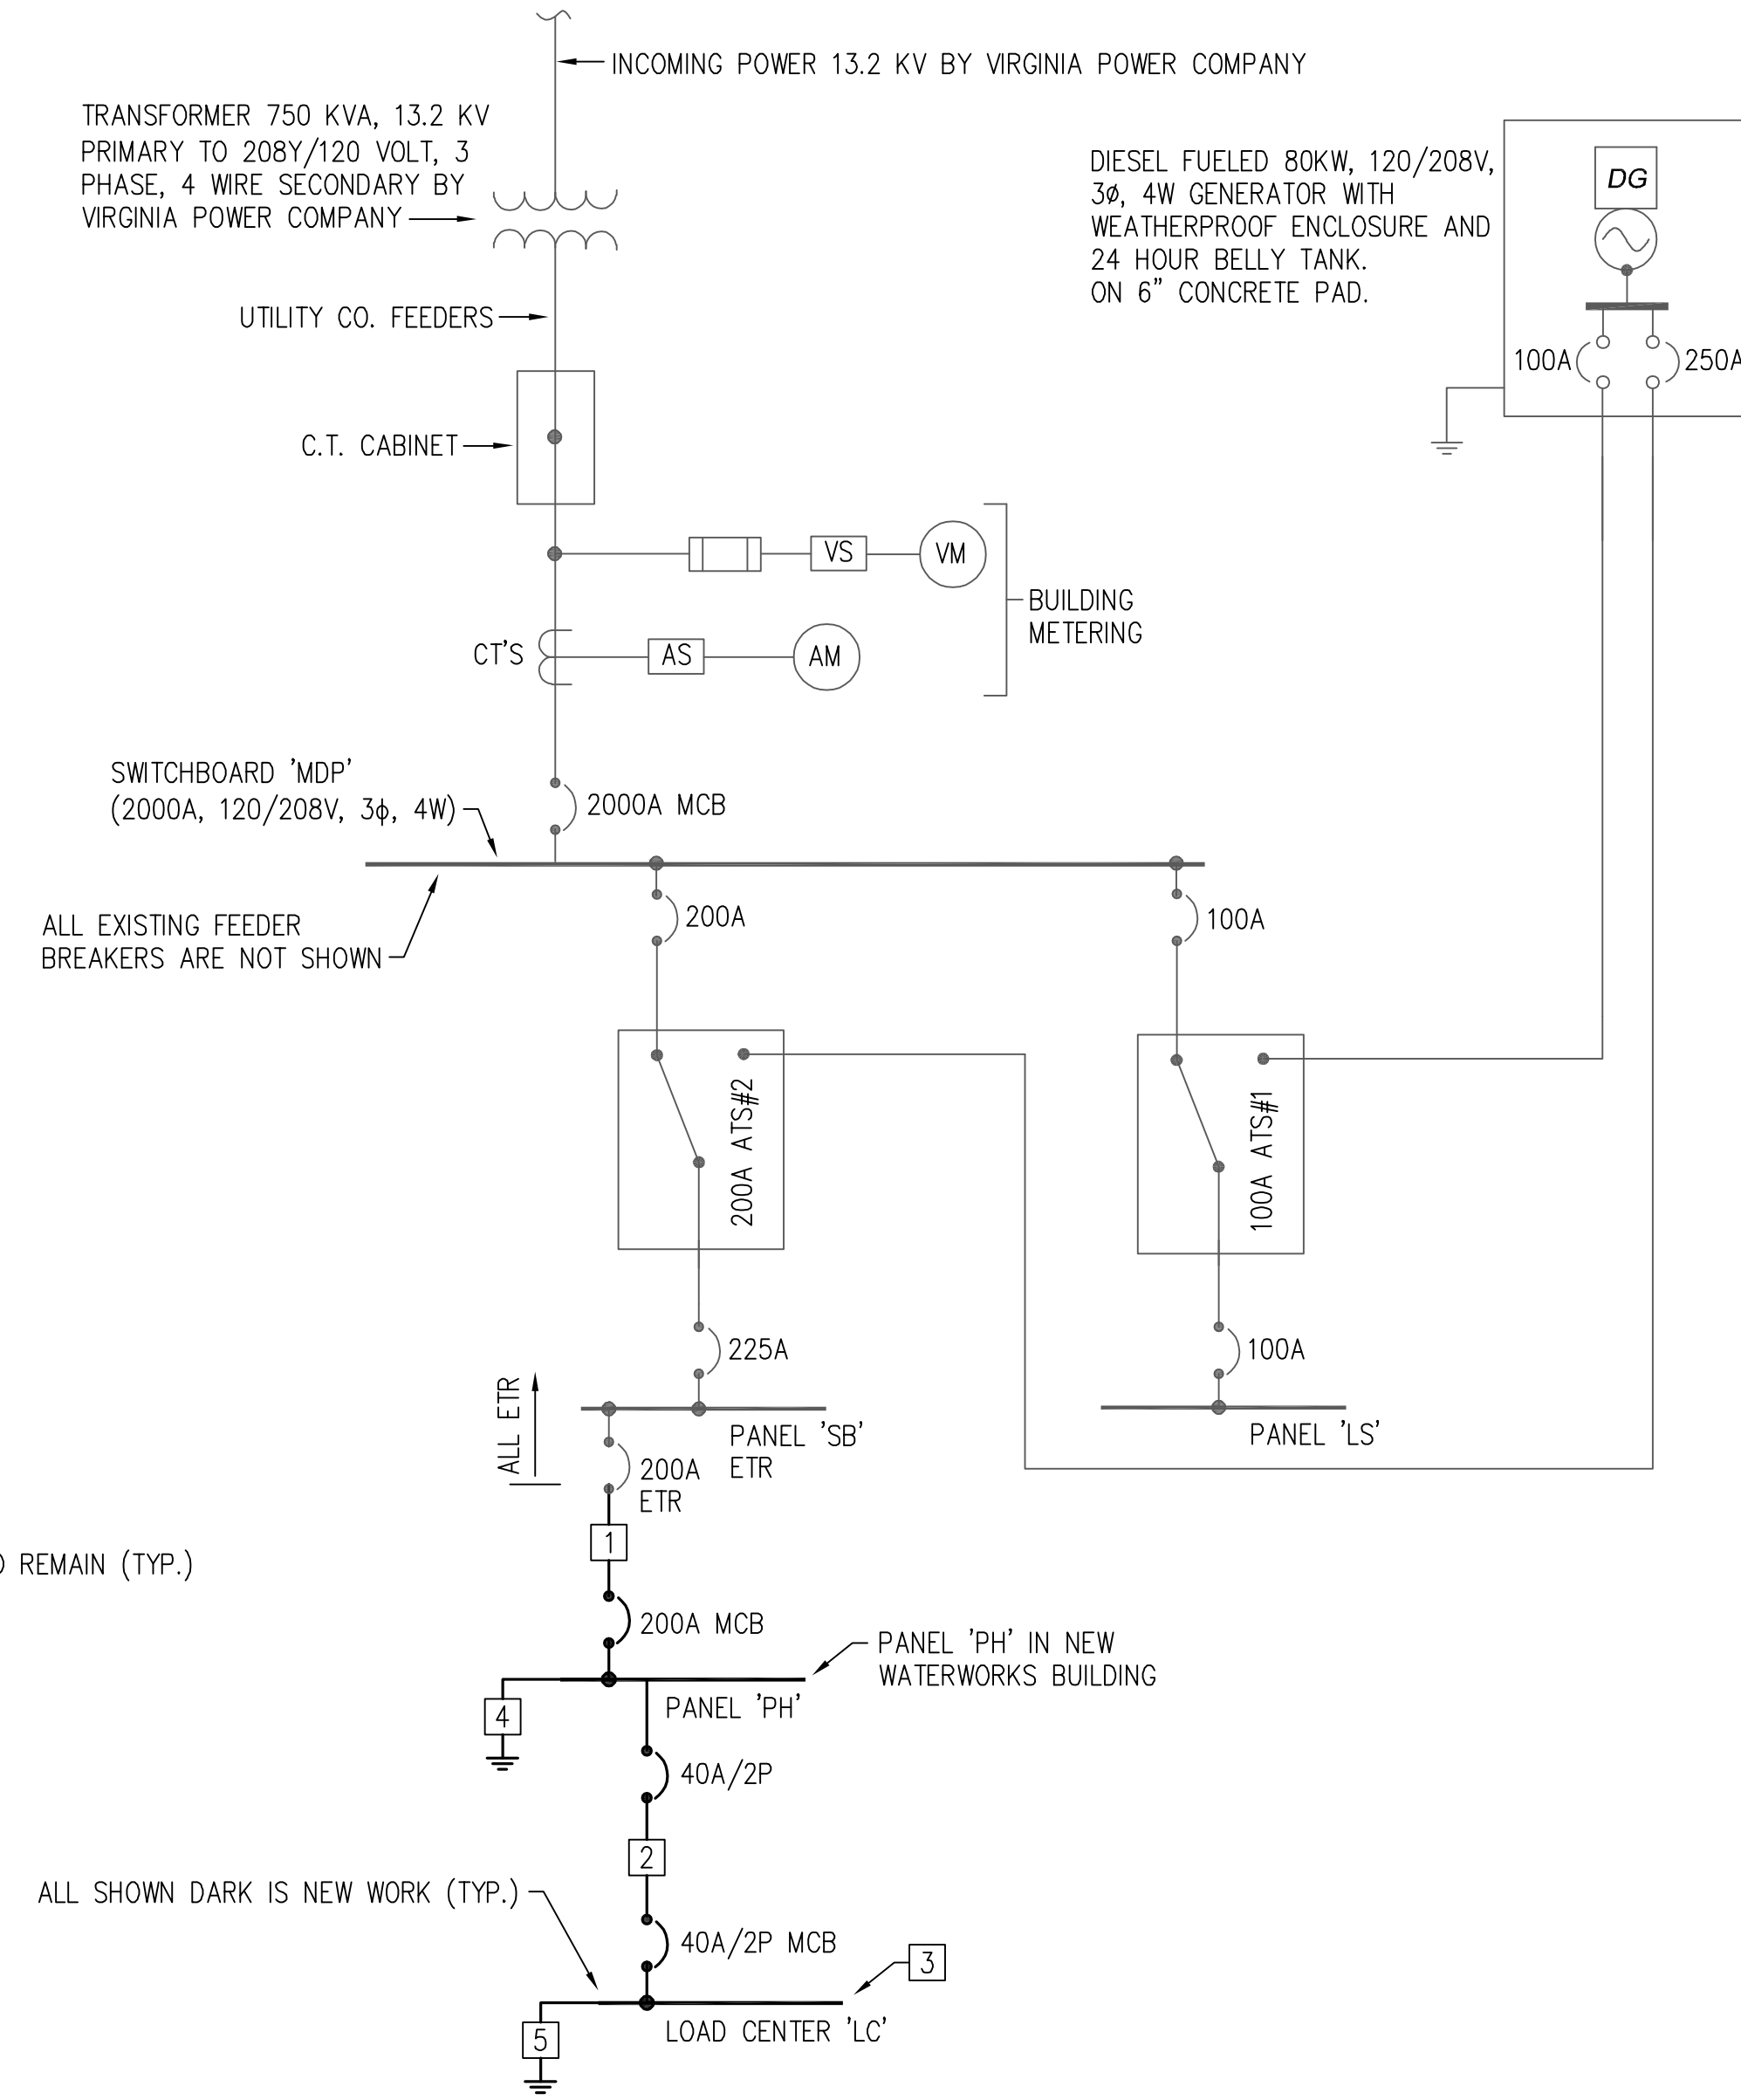 INCOMING POWER 13.2 KV BY VIRGINIA POWER COMPANY
TRANSFORMER 750 KVA, 13.2 KV
PRIMARY TO 208Y/120 VOLT, 3
PHASE, 4 WIRE SECONDARY BY
VIRGINIA POWER COMPANY
DIESEL FUELED 80KW, 120/208V,
3ø, 4W GENERATOR WITH
WEATHERPROOF ENCLOSURE AND
24 HOUR BELLY TANK.
ON 6" CONCRETE PAD.
DG
100A
250A
UTILITY CO. FEEDERS
C.T. CABINET
VS
VM
BUILDING
METERING
CT'S
AS
AM
SWITCHBOARD 'MDP'
(2000A, 120/208V, 3ϕ, 4W)
2000A MCB
ALL EXISTING FEEDER
BREAKERS ARE NOT SHOWN
200A
100A
200A ATS#2
100A ATS#1
225A
100A
ALL ETR
PANEL 'SB'
ETR
PANEL 'LS'
200A
ETR
1
REMAIN (TYP.)
200A MCB
PANEL 'PH' IN NEW
WATERWORKS BUILDING
PANEL 'PH'
4
40A/2P
2
ALL SHOWN DARK IS NEW WORK (TYP.)
40A/2P MCB
3
LOAD CENTER 'LC'
5